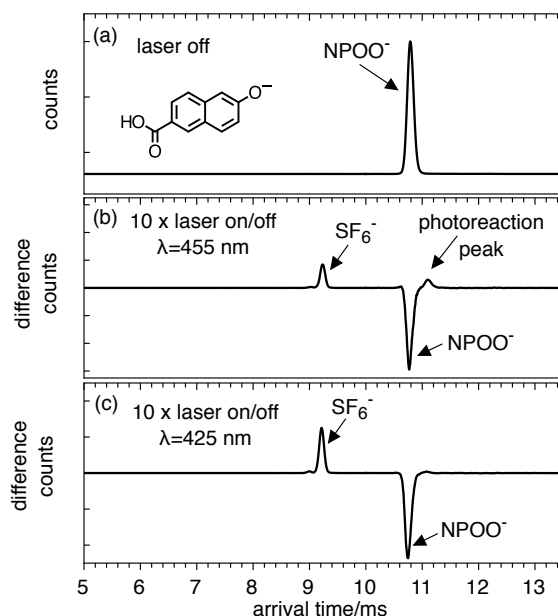 (a)
laser off
NPOO⁻
HO
O
O⁻
counts
(b)
10 x laser on/off
λ=455 nm
SF₆⁻
photoreaction
peak
NPOO⁻
difference
counts
(c)
10 x laser on/off
λ=425 nm
SF₆⁻
NPOO⁻
difference
counts
5 6 7 8 9 10 11 12 13
arrival time/ms